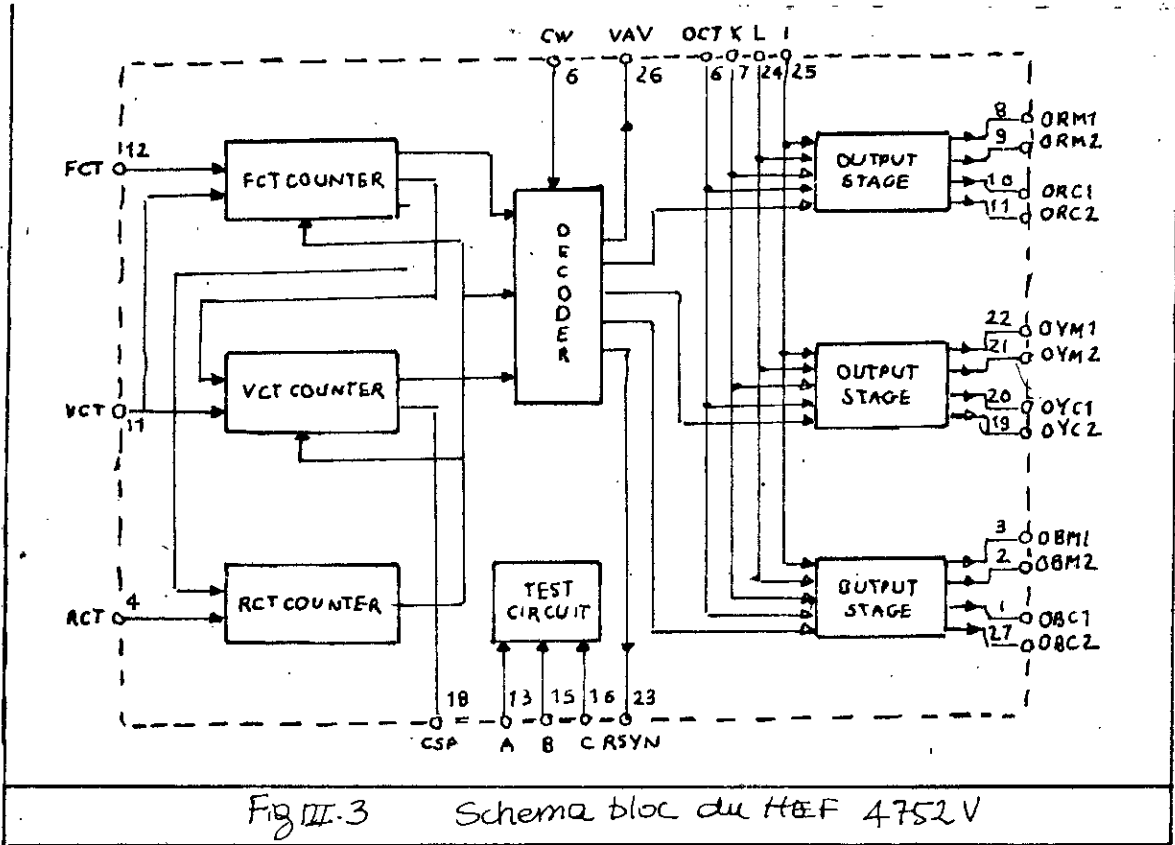 CW VAV OCT K L I
6 26 6 7 24 25
FCT 12
FCT COUNTER
DECODER
OUTPUT
STAGE
8 ORM1
9 ORM2
10 ORC1
11 ORC2
VCT 11
VCT COUNTER
OUTPUT
STAGE
22 OYM1
21 OYM2
20 OYC1
19 OYC2
RCT 4
RCT COUNTER
TEST
CIRCUIT
OUTPUT
STAGE
3 OBM1
2 OBM2
1 OBC1
27 OBC2
18 13 15 16 23
CSP A B C RSYN
Fig III.3 Schema bloc du HEF 4752V